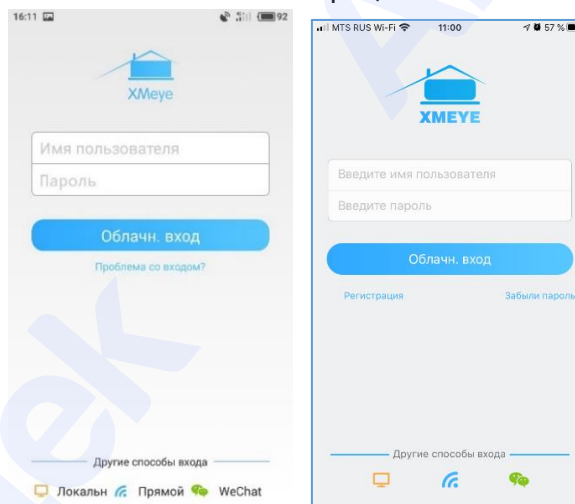 16:11 92
XMeye
Имя пользователя
Пароль
Облачн. вход
Проблема со входом?
Другие способы входа
Локальн Прямой WeChat
MTS RUS Wi-Fi 11:00 57 %
XMEYE
Введите имя пользователя
Введите пароль
Облачн. вход
Регистрация Забыли пароль
Другие способы входа